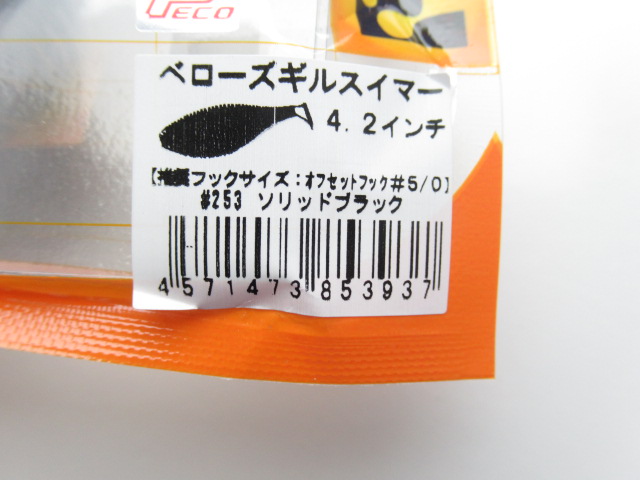 PECO
ベローズギルスイマー
4.2インチ
【推奨フックサイズ:オフセットフック#5/0】
#253 ソリッドブラック
4571473853937